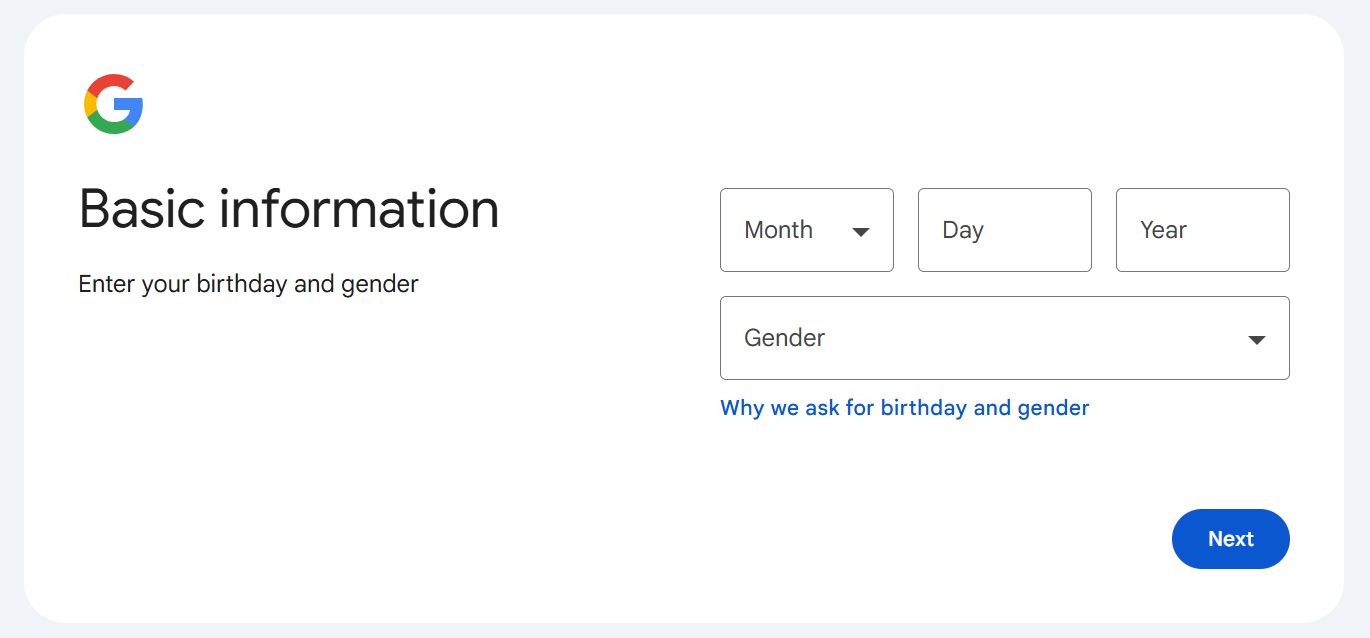 Basic information
Enter your birthday and gender
Month Day Year
Gender
Why we ask for birthday and gender
Next